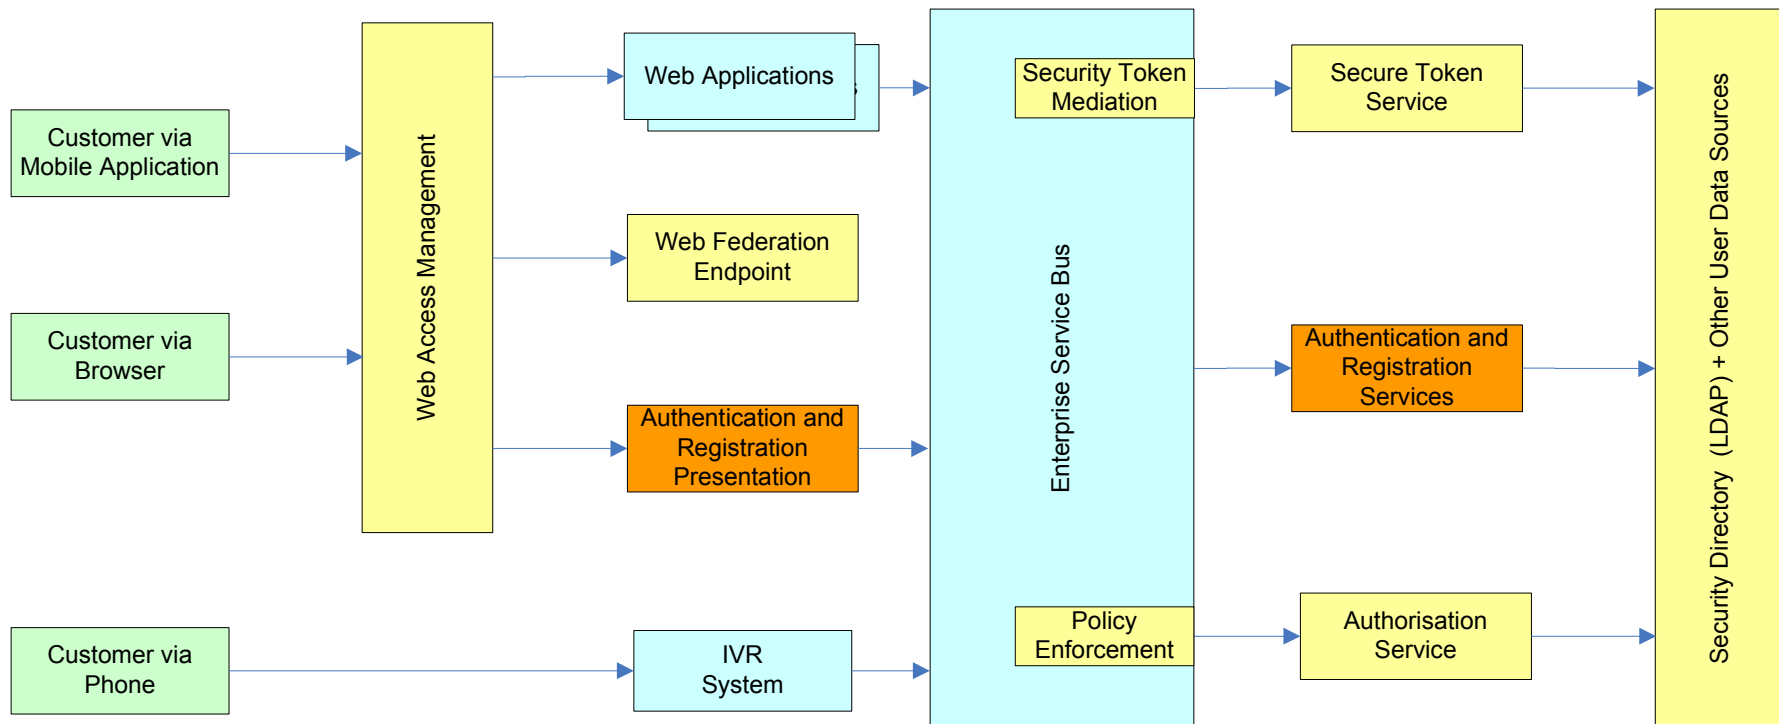 Customer via
Mobile Application
Customer via
Browser
Customer via
Phone
Web Access Management
Web Applications
Web Federation
Endpoint
Authentication and
Registration
Presentation
IVR
System
Enterprise Service Bus
Security Token
Mediation
Policy
Enforcement
Secure Token
Service
Authentication and
Registration
Services
Authorisation
Service
Security Directory (LDAP) + Other User Data Sources